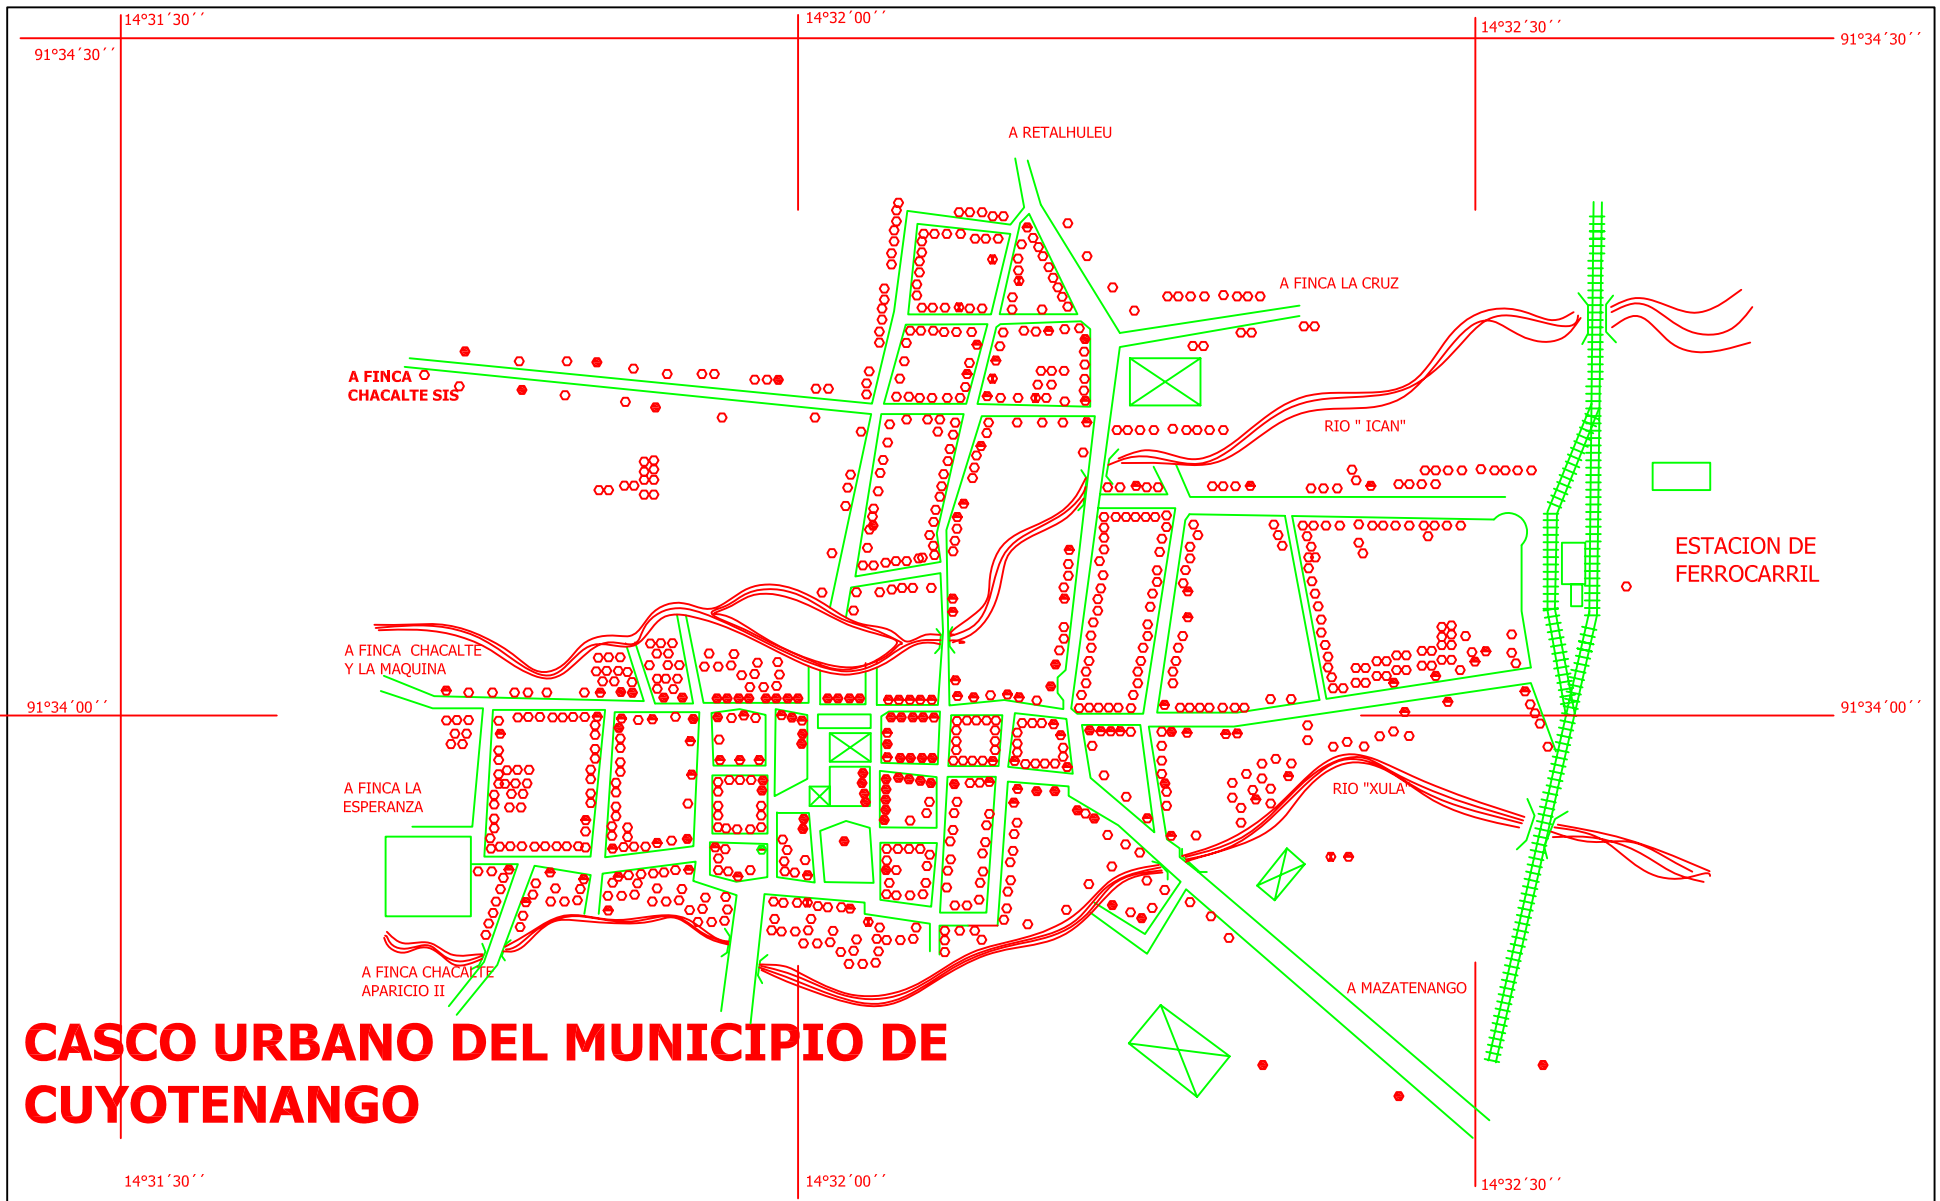 14°31´30´´
14°32´00´´
14°32´30´´
91°34´30´´
91°34´30´´
A RETALHULEU
A FINCA LA CRUZ
A FINCA
CHACALTE SIS
RIO " ICAN"
ESTACION DE
FERROCARRIL
A FINCA  CHACALTE
Y LA MAQUINA
91°34´00´´
91°34´00´´
A FINCA LA
ESPERANZA
RIO "XULA"
A FINCA CHACALTE
APARICIO II
A MAZATENANGO
CASCO URBANO DEL MUNICIPIO DE
CUYOTENANGO
14°31´30´´
14°32´00´´
14°32´30´´